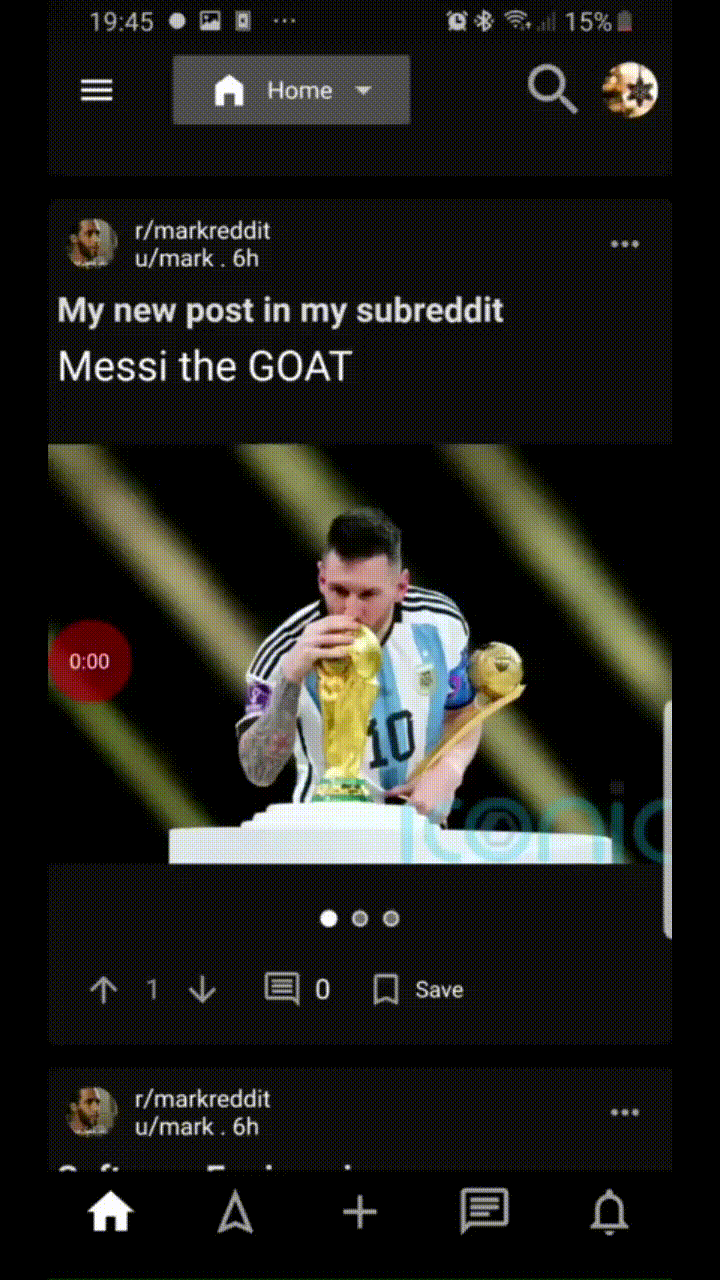 19:45
15%
Home
r/markreddit
u/mark . 6h
My new post in my subreddit
Messi the GOAT
0:00
10
iconic
1
0
Save
r/markreddit
u/mark . 6h